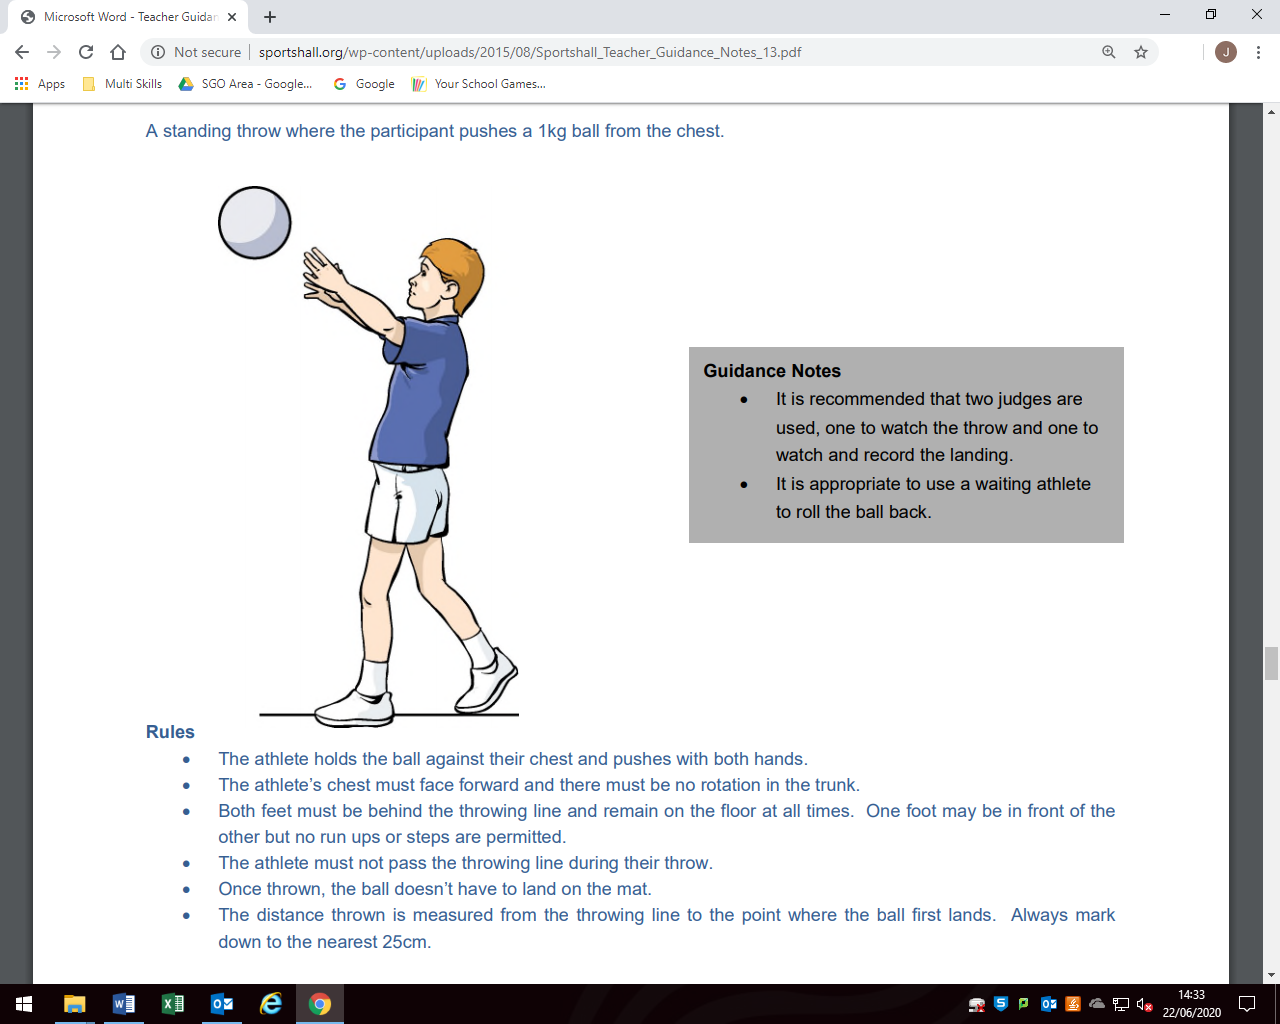 Microsoft Word - Teacher Guidan
Not secure
sportshall.org/wp-content/uploads/2015/08/Sportshall_Teacher_Guidance_Notes_13.pdf
J
Apps
Multi Skills
SGO Area - Google...
Google
Your School Games...
A standing throw where the participant pushes a 1kg ball from the chest.
Guidance Notes
• It is recommended that two judges are
used, one to watch the throw and one to
watch and record the landing.
• It is appropriate to use a waiting athlete
to roll the ball back.
Rules
• The athlete holds the ball against their chest and pushes with both hands.
• The athlete's chest must face forward and there must be no rotation in the trunk.
• Both feet must be behind the throwing line and remain on the floor at all times. One foot may be in front of the
other but no run ups or steps are permitted.
• The athlete must not pass the throwing line during their throw.
• Once thrown, the ball doesn't have to land on the mat.
• The distance thrown is measured from the throwing line to the point where the ball first lands. Always mark
down to the nearest 25cm.
14:33
22/06/2020